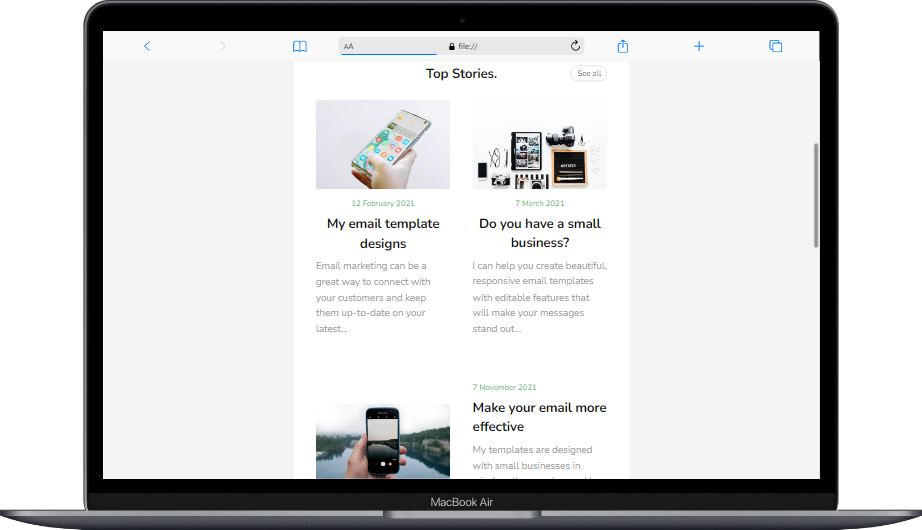 AA
file://
Top Stories.
See all
12 February 2021
My email template
designs
Email marketing can be a
great way to connect with
your customers and keep
them up-to-date on your
latest...
7 March 2021
Do you have a small
business?
I can help you create beautiful,
responsive email templates
with editable features that
will make your messages
stand out...
7 November 2021
Make your email more
effective
My templates are designed
with small businesses in
MacBook Air